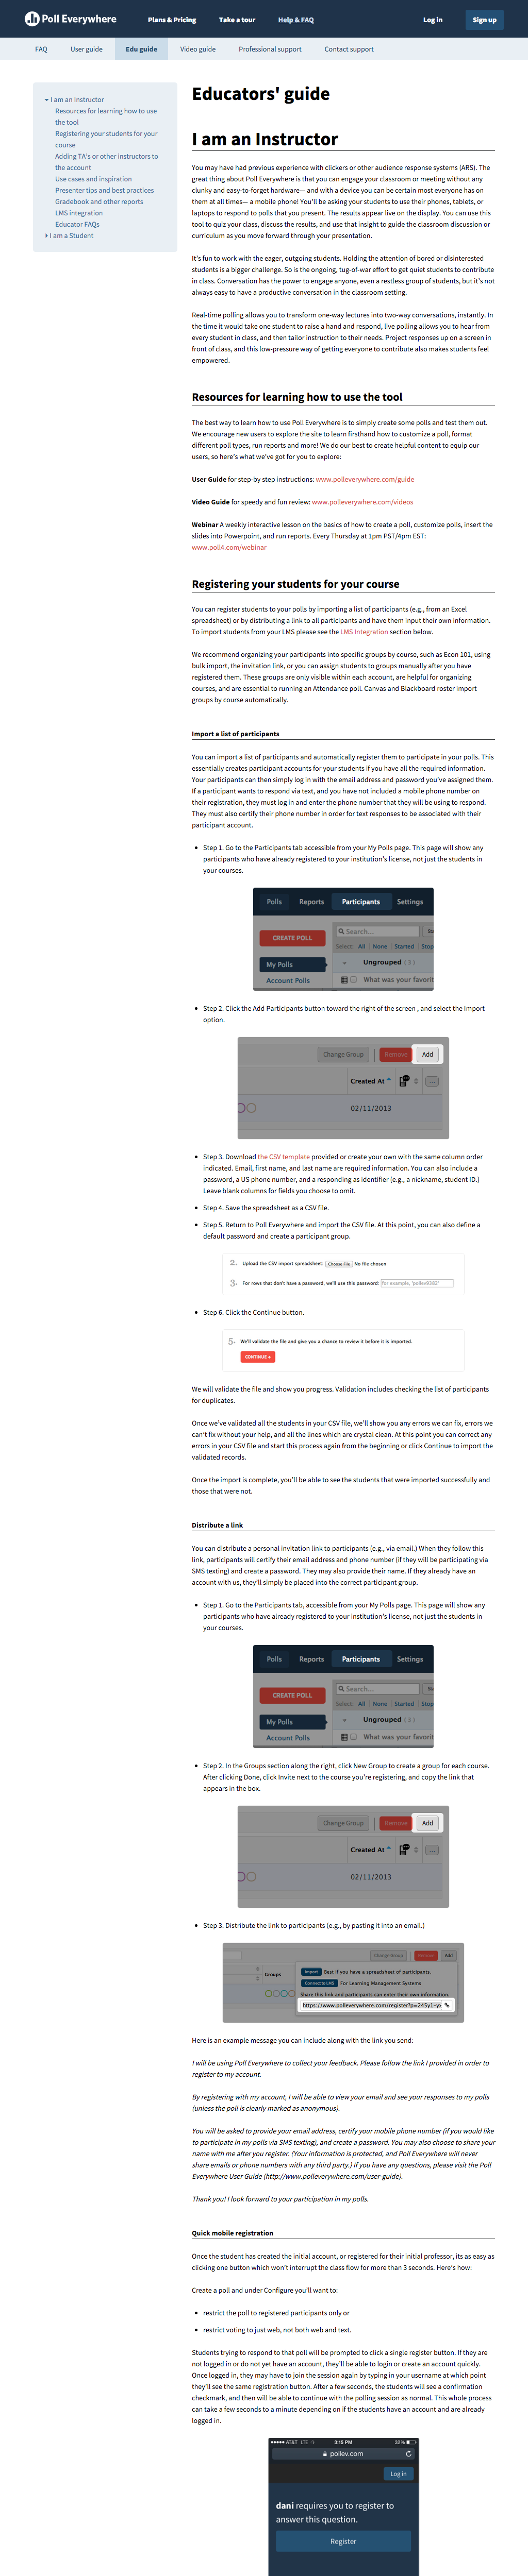 Poll Everywhere
Plans & Pricing
Take a tour
Help & FAQ
Log in
Sign up
FAQ
User guide
Edu guide
Video guide
Professional support
Contact support
I am an Instructor
Resources for learning how to use
the tool
Registering your students for your
course
Adding TA's or other instructors to
the account
Use cases and inspiration
Presenter tips and best practices
Gradebook and other reports
LMS integration
Educator FAQs
I am a Student
Educators' guide
I am an Instructor
You may have had previous experience with clickers or other audience response systems (ARS). The
great thing about Poll Everywhere is that you can engage your classroom or meeting without any
clunky and easy-to-forget hardware— and with a device you can be certain most everyone has on
them at all times— a mobile phone! You'll be asking your students to use their phones, tablets, or
laptops to respond to polls that you present. The results appear live on the display. You can use this
tool to quiz your class, discuss the results, and use that insight to guide the classroom discussion or
curriculum as you move forward through your presentation.
It's fun to work with the eager, outgoing students. Holding the attention of bored or disinterested
students is a bigger challenge. So is the ongoing, tug-of-war effort to get quiet students to contribute
in class. Conversation has the power to engage anyone, even a restless group of students, but it's not
always easy to have a productive conversation in the classroom setting.
Real-time polling allows you to transform one-way lectures into two-way conversations, instantly. In
the time it would take one student to raise a hand and respond, live polling allows you to hear from
every student in class, and then tailor instruction to their needs. Project responses up on a screen in
front of class, and this low-pressure way of getting everyone to contribute also makes students feel
empowered.
Resources for learning how to use the tool
The best way to learn how to use Poll Everywhere is to simply create some polls and test them out.
We encourage new users to explore the site to learn firsthand how to customize a poll, format
different poll types, run reports and more! We do our best to create helpful content to equip our
users, so here's what we've got for you to explore:
User Guide for step-by step instructions: www.polleverywhere.com/guide
Video Guide for speedy and fun review: www.polleverywhere.com/videos
Webinar A weekly interactive lesson on the basics of how to create a poll, customize polls, insert the
slides into Powerpoint, and run reports. Every Thursday at 1pm PST/4pm EST:
www.poll4.com/webinar
Registering your students for your course
You can register students to your polls by importing a list of participants (e.g., from an Excel
spreadsheet) or by distributing a link to all participants and have them input their own information.
To import students from your LMS please see the LMS Integration section below.
We recommend organizing your participants into specific groups by course, such as Econ 101, using
bulk import, the invitation link, or you can assign students to groups manually after you have
registered them. These groups are only visible within each account, are helpful for organizing
courses, and are essential to running an Attendance poll. Canvas and Blackboard roster import
groups by course automatically.
Import a list of participants
You can import a list of participants and automatically register them to participate in your polls. This
essentially creates participant accounts for your students if you have all the required information.
Your participants can then simply log in with the email address and password you've assigned them.
If a participant wants to respond via text, and you have not included a mobile phone number on
their registration, they must log in and enter the phone number that they will be using to respond.
They must also certify their phone number in order for text responses to be associated with their
participant account.
Step 1. Go to the Participants tab accessible from your My Polls page. This page will show any
participants who have already registered to your institution's license, not just the students in
your courses.
Polls Reports Participants Settings
CREATE POLL
Search...
Select: All None Started Stop
My Polls
Ungrouped ( 3 )
Account Polls
What was your favorit
Step 2. Click the Add Participants button toward the right of the screen , and select the Import
option.
Change Group Remove Add
Created At
02/11/2013
Step 3. Download the CSV template provided or create your own with the same column order
indicated. Email, first name, and last name are required information. You can also include a
password, a US phone number, and a responding as identifier (e.g., a nickname, student ID.)
Leave blank columns for fields you choose to omit.
Step 4. Save the spreadsheet as a CSV file.
Step 5. Return to Poll Everywhere and import the CSV file. At this point, you can also define a
default password and create a participant group.
2. Upload the CSV import spreadsheet: Choose File No file chosen
3. For rows that don't have a password, we'll use this password: for example, "pollev9382"
Step 6. Click the Continue button.
5. We'll validate the file and give you a chance to review it before it is imported.
CONTINUE »
We will validate the file and show you progress. Validation includes checking the list of participants
for duplicates.
Once we've validated all the students in your CSV file, we'll show you any errors we can fix, errors we
can't fix without your help, and all the lines which are crystal clean. At this point you can correct any
errors in your CSV file and start this process again from the beginning or click Continue to import the
validated records.
Once the import is complete, you'll be able to see the students that were imported successfully and
those that were not.
Distribute a link
You can distribute a personal invitation link to participants (e.g., via email.) When they follow this
link, participants will certify their email address and phone number (if they will be participating via
SMS texting) and create a password. They may also provide their name. If they already have an
account with us, they'll simply be placed into the correct participant group.
Step 1. Go to the Participants tab, accessible from your My Polls page. This page will show any
participants who have already registered to your institution's license, not just the students in
your courses.
Polls Reports Participants Settings
CREATE POLL
Search...
Select: All None Started Stop
My Polls
Ungrouped ( 3 )
Account Polls
What was your favorit
Step 2. In the Groups section along the right, click New Group to create a group for each course.
After clicking Done, click Invite next to the course you're registering, and copy the link that
appears in the box.
Change Group Remove Add
Created At
02/11/2013
Step 3. Distribute the link to participants (e.g., by pasting it into an email.)
Change Group Remove Add
Groups
Import Best if you have a spreadsheet of participants.
Connect to LMS For Learning Management Systems
Share this link and participants can enter their own information.
https://www.polleverywhere.com/register?p=245y1-y
Here is an example message you can include along with the link you send:
I will be using Poll Everywhere to collect your feedback. Please follow the link I provided in order to
register to my account.
By registering with my account, I will be able to view your email and see your responses to my polls
(unless the poll is clearly marked as anonymous).
You will be asked to provide your email address, certify your mobile phone number (if you would like
to participate in my polls via SMS texting), and create a password. You may also choose to share your
name with me after you register. (Your information is protected, and Poll Everywhere will never
share emails or phone numbers with any third party.) If you have any questions, please visit the Poll
Everywhere User Guide (http://www.polleverywhere.com/user-guide).
Thank you! I look forward to your participation in my polls.
Quick mobile registration
Once the student has created the initial account, or registered for their initial professor, its as easy as
clicking one button which won't interrupt the class flow for more than 3 seconds. Here's how:
Create a poll and under Configure you'll want to:
restrict the poll to registered participants only or
restrict voting to just web, not both web and text.
Students trying to respond to that poll will be prompted to click a single register button. If they are
not logged in or do not yet have an account, they'll be able to login or create an account quickly.
Once logged in, they may have to join the session again by typing in your username at which point
they'll see the same registration button. After a few seconds, the students will see a confirmation
checkmark, and then will be able to continue with the polling session as normal. This whole process
can take a few seconds to a minute depending on if the students have an account and are already
logged in.
AT&T LTE 3:15 PM 32%
pollev.com
Log in
dani requires you to register to
answer this question.
Register